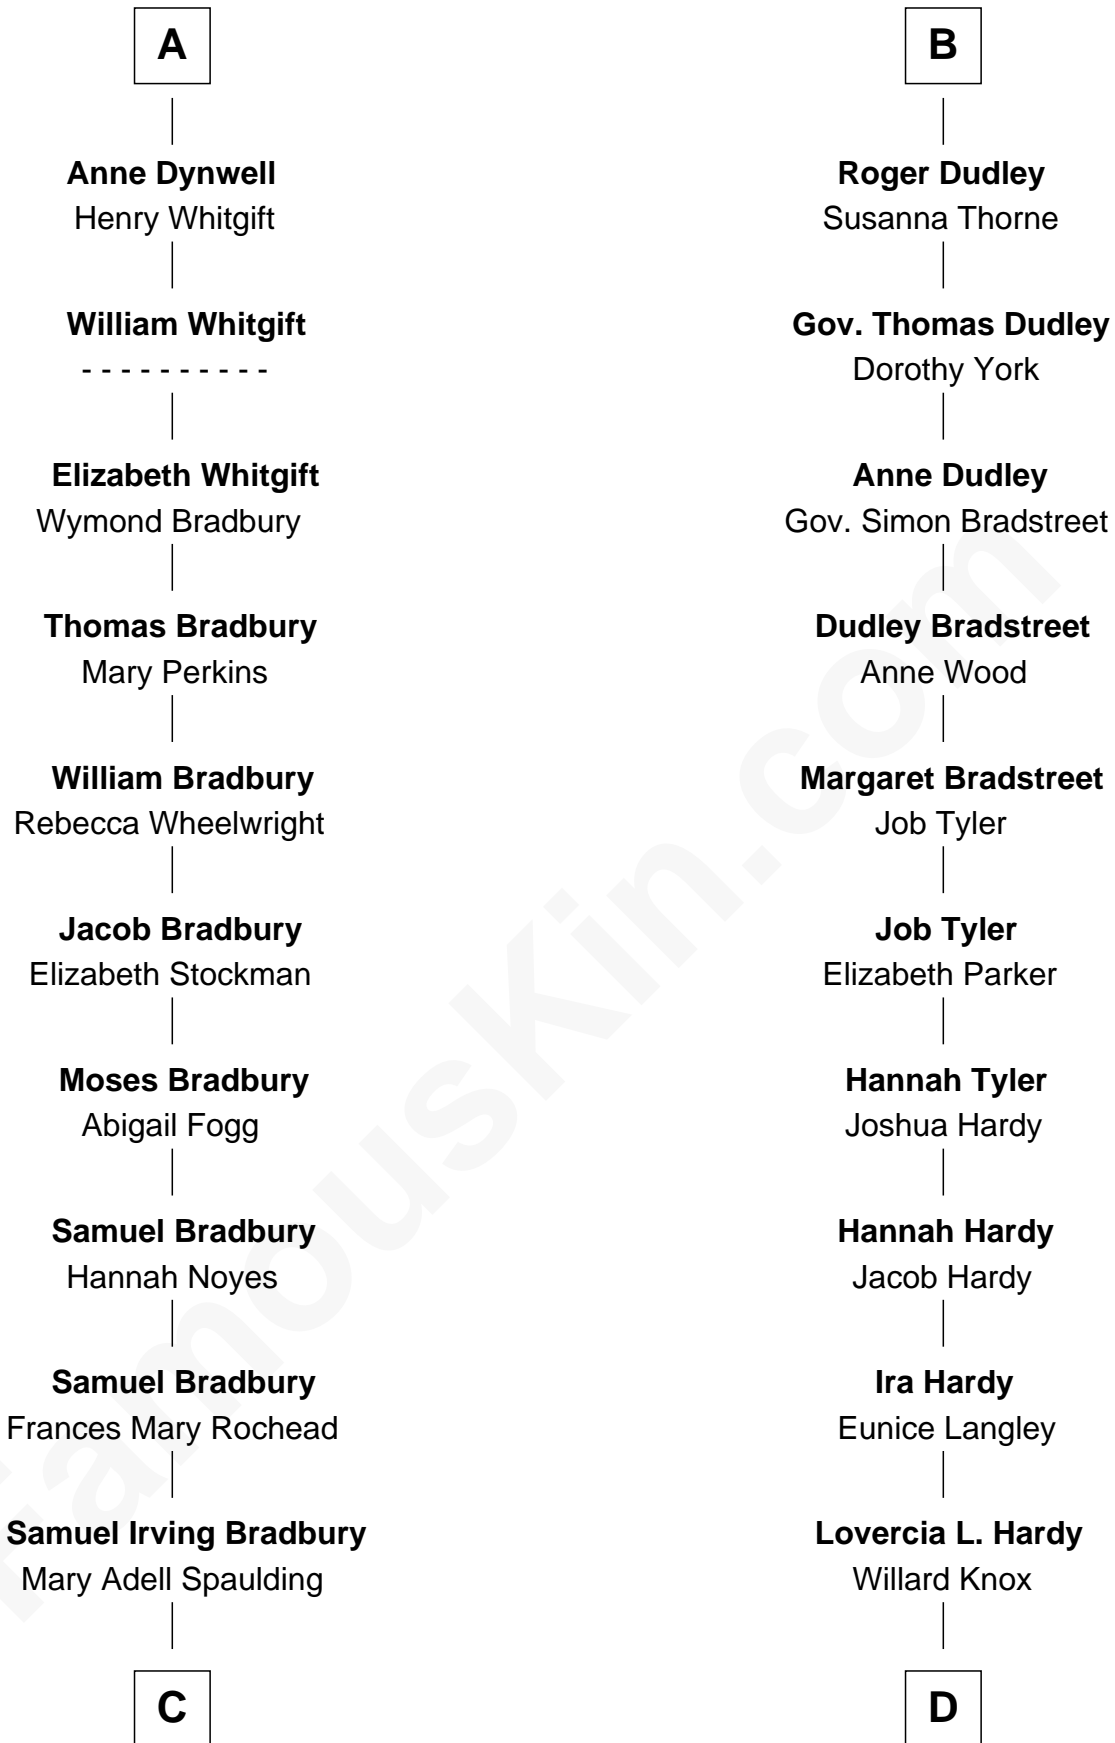 A
Anne Dynwell
Henry Whitgift
William Whitgift
- - - - - - - - - -
Elizabeth Whitgift
Wymond Bradbury
Thomas Bradbury
Mary Perkins
William Bradbury
Rebecca Wheelwright
Jacob Bradbury
Elizabeth Stockman
Moses Bradbury
Abigail Fogg
Samuel Bradbury
Hannah Noyes
Samuel Bradbury
Frances Mary Rochead
Samuel Irving Bradbury
Mary Adell Spaulding
C
B
Roger Dudley
Susanna Thorne
Gov. Thomas Dudley
Dorothy York
Anne Dudley
Gov. Simon Bradstreet
Dudley Bradstreet
Anne Wood
Margaret Bradstreet
Job Tyler
Job Tyler
Elizabeth Parker
Hannah Tyler
Joshua Hardy
Hannah Hardy
Jacob Hardy
Ira Hardy
Eunice Langley
Lovercia L. Hardy
Willard Knox
D
FamousKin.com